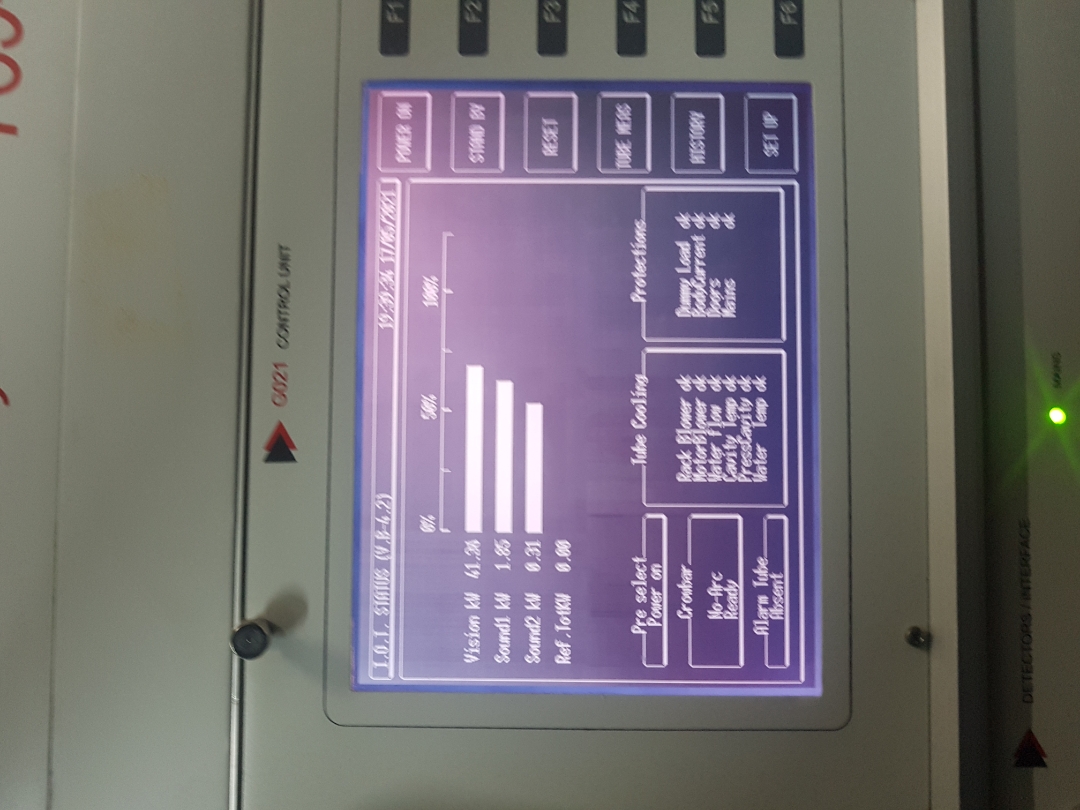 G021 CONTROL UNIT
I.O.T. STATUS (V.B-4.2) 19:39:34 17/05/2021
0% 50% 100%
Vision kW 41.36
Sound1 kW 1.85
Sound2 kW 0.31
Ref.TotKW 0.00
Pre select
Power on
Crowbar
No-Arc
Ready
Alarm Tube
Absent
Tube Cooling
Rack Blower ok
MotorBlower ok
Water Flow ok
Cavity Temp ok
PressCavity ok
Water Temp ok
Protections
Dummy Load ok
BodyCurrent ok
Doors ok
Mains ok
POWER ON
STAND BY
RESET
TUBE MEAS
HISTORY
SET UP
F1
F2
F3
F4
F5
F6
DETECTORS / INTERFACE
MAINS